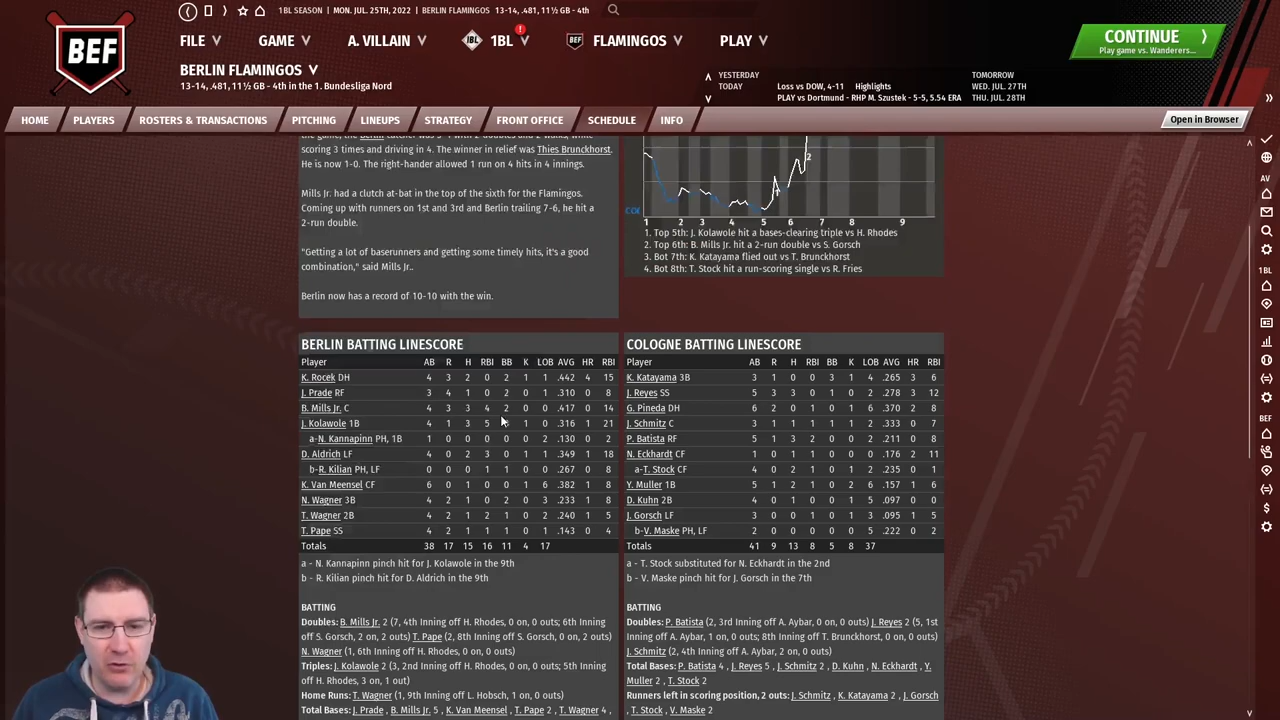 1BL SEASON | MON. JUL. 25TH, 2022 | BERLIN FLAMINGOS 13-14, .481, 11½ GB - 4th
BEF
FILE GAME A. VILLAIN IBL 1BL ! BEF FLAMINGOS PLAY
CONTINUE
Play game vs. Wanderers...
BERLIN FLAMINGOS
13-14, .481, 11½ GB - 4th in the 1. Bundesliga Nord
YESTERDAY Loss vs DOW, 4-11 Highlights
TODAY PLAY vs Dortmund - RHP M. Szustek - 5-5, 5.54 ERA
TOMORROW
WED. JUL. 27TH
THU. JUL. 28TH
HOME PLAYERS ROSTERS & TRANSACTIONS PITCHING LINEUPS STRATEGY FRONT OFFICE SCHEDULE INFO Open in Browser
scoring 3 times and driving in 4. The winner in relief was Thies Brunckhorst.
He is now 1-0. The right-hander allowed 1 run on 4 hits in 4 innings.
Mills Jr. had a clutch at-bat in the top of the sixth for the Flamingos.
Coming up with runners on 1st and 3rd and Berlin trailing 7-6, he hit a
2-run double.
"Getting a lot of baserunners and getting some timely hits, it's a good
combination," said Mills Jr..
Berlin now has a record of 10-10 with the win.
2
1
1 2 3 4 5 6 7 8 9
1. Top 5th: J. Kolawole hit a bases-clearing triple vs H. Rhodes
2. Top 6th: B. Mills Jr. hit a 2-run double vs S. Gorsch
3. Bot 7th: K. Katayama flied out vs T. Brunckhorst
4. Bot 8th: T. Stock hit a run-scoring single vs R. Fries
BERLIN BATTING LINESCORE
Player AB R H RBI BB K LOB AVG HR RBI
K. Rocek DH 4 3 2 0 2 1 1 .442 4 15
J. Prade RF 3 4 1 0 2 0 0 .310 0 8
B. Mills Jr. C 4 3 3 4 2 0 0 .417 0 14
J. Kolawole 1B 4 1 3 5 1 0 .316 1 21
a-N. Kannapinn PH, 1B 1 0 0 0 0 0 2 .130 0 2
D. Aldrich LF 4 0 2 3 0 1 1 .349 1 18
b-R. Kilian PH, LF 0 0 0 1 1 0 0 .267 0 8
K. Van Meensel CF 6 0 1 0 0 1 6 .382 1 8
N. Wagner 3B 4 2 1 0 2 0 3 .233 1 8
T. Wagner 2B 4 2 1 2 1 0 2 .240 1 5
T. Pape SS 4 2 1 1 1 0 2 .143 0 4
Totals 38 17 15 16 11 4 17
a - N. Kannapinn pinch hit for J. Kolawole in the 9th
b - R. Kilian pinch hit for D. Aldrich in the 9th
BATTING
Doubles: B. Mills Jr. 2 (7, 4th Inning off H. Rhodes, 0 on, 0 outs; 6th Inning
off S. Gorsch, 2 on, 2 outs) T. Pape (2, 8th Inning off S. Gorsch, 0 on, 2 outs)
N. Wagner (1, 6th Inning off H. Rhodes, 0 on, 0 outs)
Triples: J. Kolawole 2 (3, 2nd Inning off H. Rhodes, 0 on, 0 outs; 5th Inning
off H. Rhodes, 3 on, 1 out)
Home Runs: T. Wagner (1, 9th Inning off L. Hobsch, 1 on, 0 outs)
Total Bases: J. Prade , B. Mills Jr. 5 , K. Van Meensel , T. Pape 2 , T. Wagner 4 ,
COLOGNE BATTING LINESCORE
Player AB R H RBI BB K LOB AVG HR RBI
K. Katayama 3B 3 1 0 0 3 1 4 .265 3 6
J. Reyes SS 5 3 3 0 0 1 2 .278 3 12
G. Pineda DH 6 2 0 1 0 1 6 .370 2 8
J. Schmitz C 3 1 1 1 1 1 2 .333 0 7
P. Batista RF 5 1 3 2 0 0 2 .211 0 8
N. Eckhardt CF 1 0 1 1 0 0 0 .176 2 11
a-T. Stock CF 4 0 2 1 0 1 2 .235 0 1
Y. Muller 1B 5 1 2 1 0 2 6 .157 1 6
D. Kuhn 2B 4 0 1 0 0 1 5 .097 0 0
J. Gorsch LF 3 0 0 1 0 0 3 .095 1 5
b-V. Maske PH, LF 2 0 0 0 0 0 5 .222 0 2
Totals 41 9 13 8 5 8 37
a - T. Stock substituted for N. Eckhardt in the 2nd
b - V. Maske pinch hit for J. Gorsch in the 7th
BATTING
Doubles: P. Batista (2, 3rd Inning off A. Aybar, 0 on, 0 outs) J. Reyes 2 (5, 1st
Inning off A. Aybar, 1 on, 0 outs; 8th Inning off T. Brunckhorst, 0 on, 0 outs)
J. Schmitz (2, 4th Inning off A. Aybar, 2 on, 0 outs)
Total Bases: P. Batista 4 , J. Reyes 5 , J. Schmitz 2 , D. Kuhn , N. Eckhardt , Y.
Muller 2 , T. Stock 2
Runners left in scoring position, 2 outs: J. Schmitz , K. Katayama 2 , J. Gorsch
, T. Stock , V. Maske 2
AV
1BL
BEF